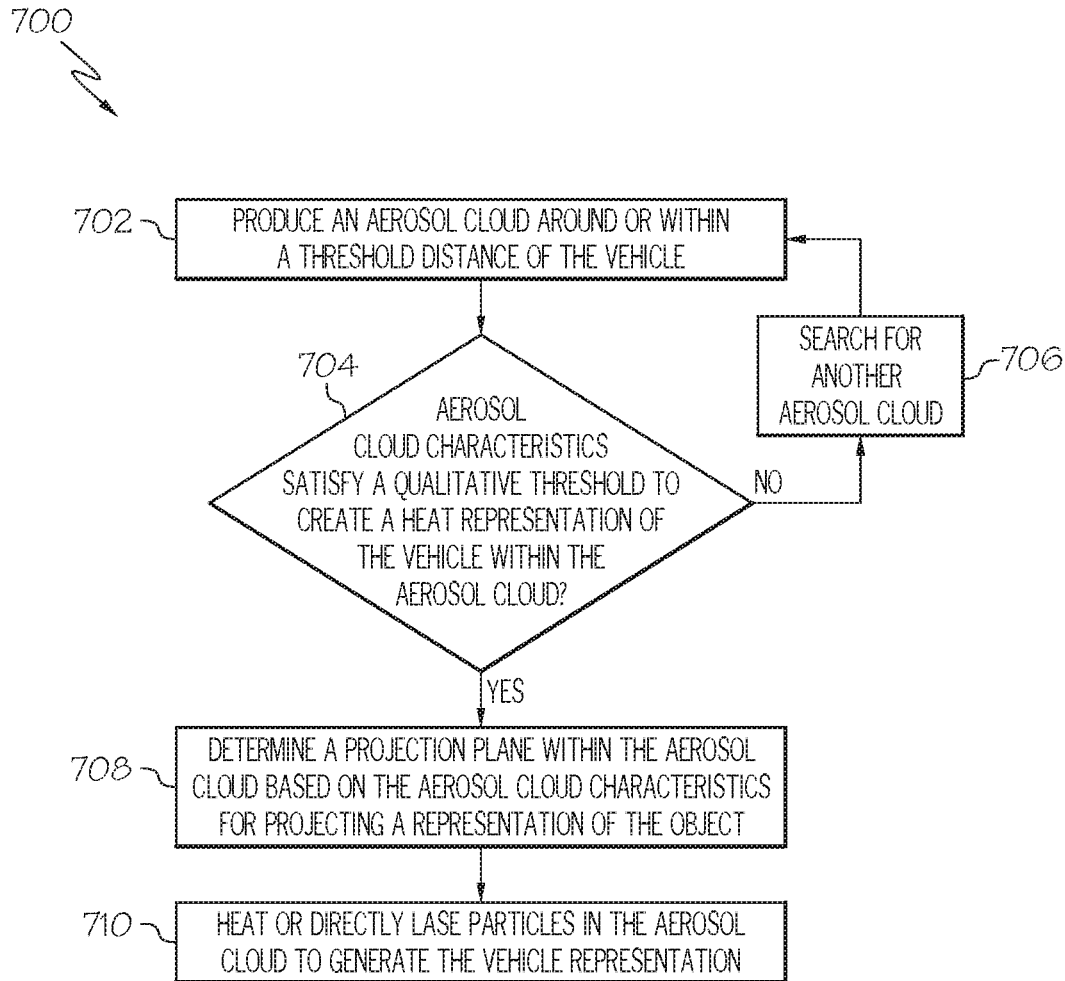 700
702
PRODUCE AN AEROSOL CLOUD AROUND OR WITHIN
A THRESHOLD DISTANCE OF THE VEHICLE
704
AEROSOL
CLOUD CHARACTERISTICS
SATISFY A QUALITATIVE THRESHOLD TO
CREATE A HEAT REPRESENTATION OF
THE VEHICLE WITHIN THE
AEROSOL CLOUD?
NO
SEARCH FOR
ANOTHER
AEROSOL CLOUD
706
YES
708
DETERMINE A PROJECTION PLANE WITHIN THE AEROSOL
CLOUD BASED ON THE AEROSOL CLOUD CHARACTERISTICS
FOR PROJECTING A REPRESENTATION OF THE OBJECT
710
HEAT OR DIRECTLY LASE PARTICLES IN THE AEROSOL
CLOUD TO GENERATE THE VEHICLE REPRESENTATION